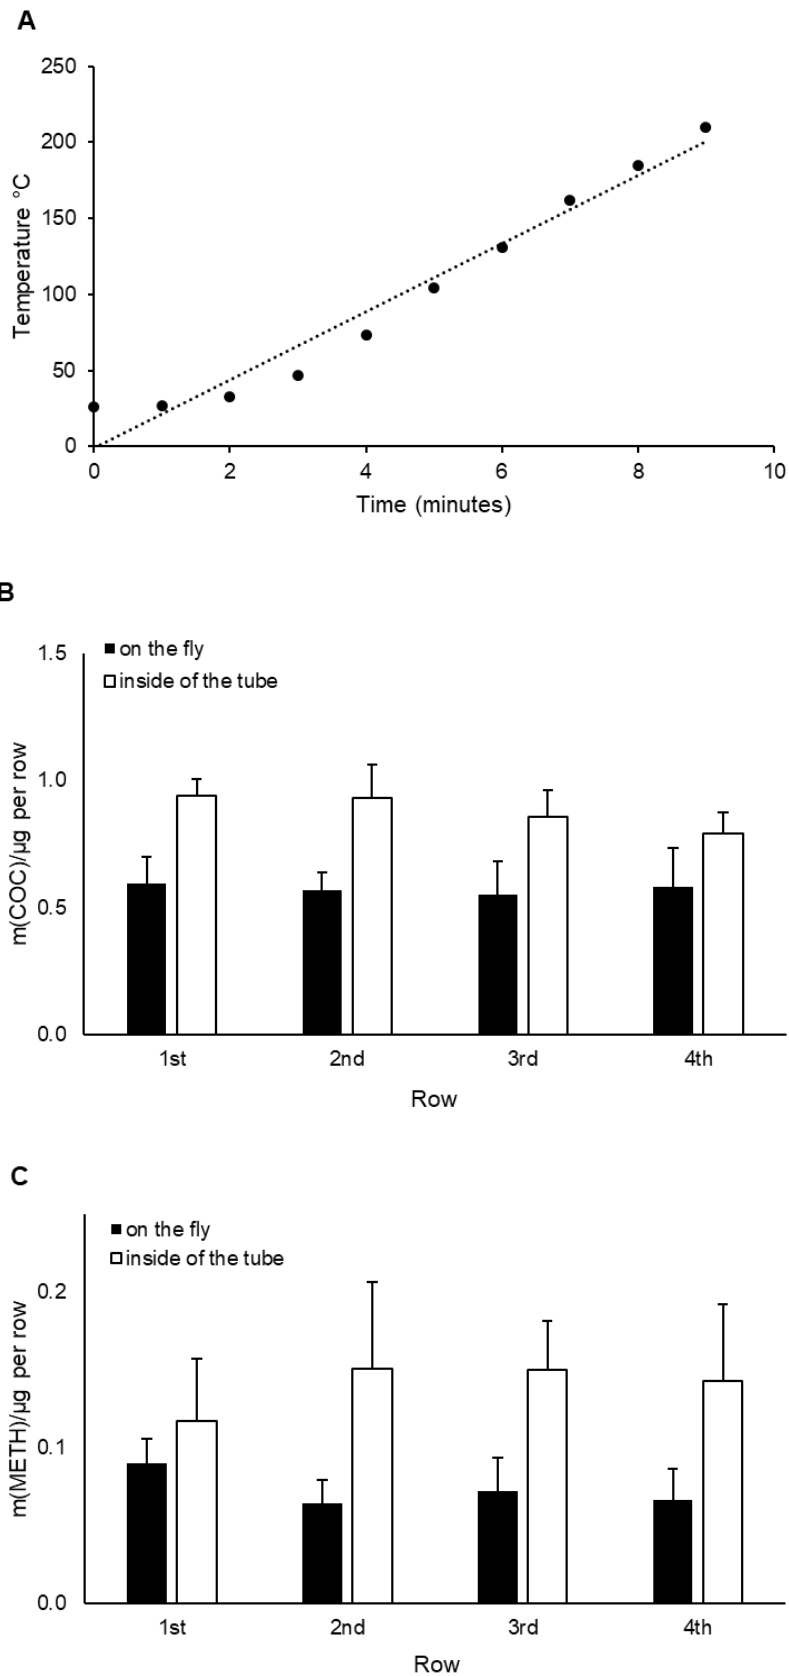 A
250
200
150
100
50
0
Temperature °C
0 2 4 6 8 10
Time (minutes)
B
on the fly
inside of the tube
1.5
1.0
0.5
0.0
m(COC)/µg per row
1st 2nd 3rd 4th
Row
C
on the fly
inside of the tube
0.2
0.1
0.0
m(METH)/µg per row
1st 2nd 3rd 4th
Row